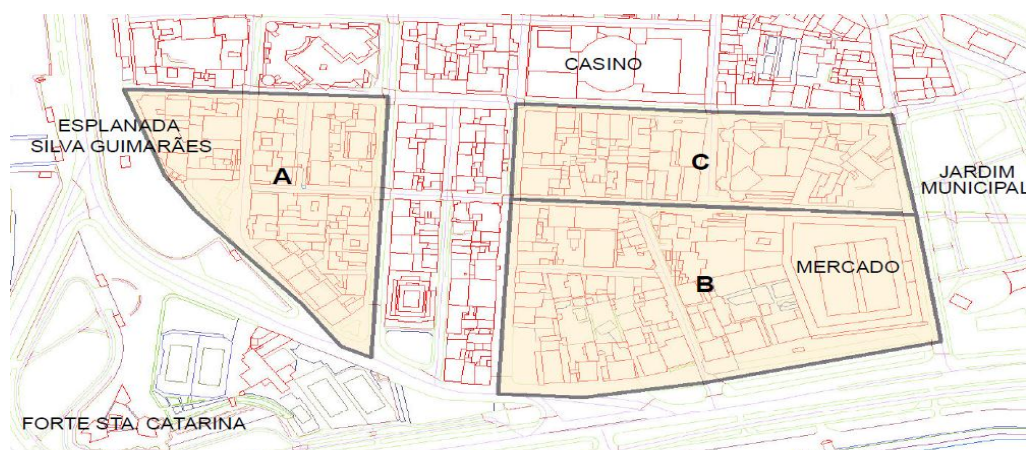 CASINO
ESPLANADA
SILVA GUIMARÃES
A
C
JARDIM
MUNICIPAL
B
MERCADO
FORTE STA. CATARINA